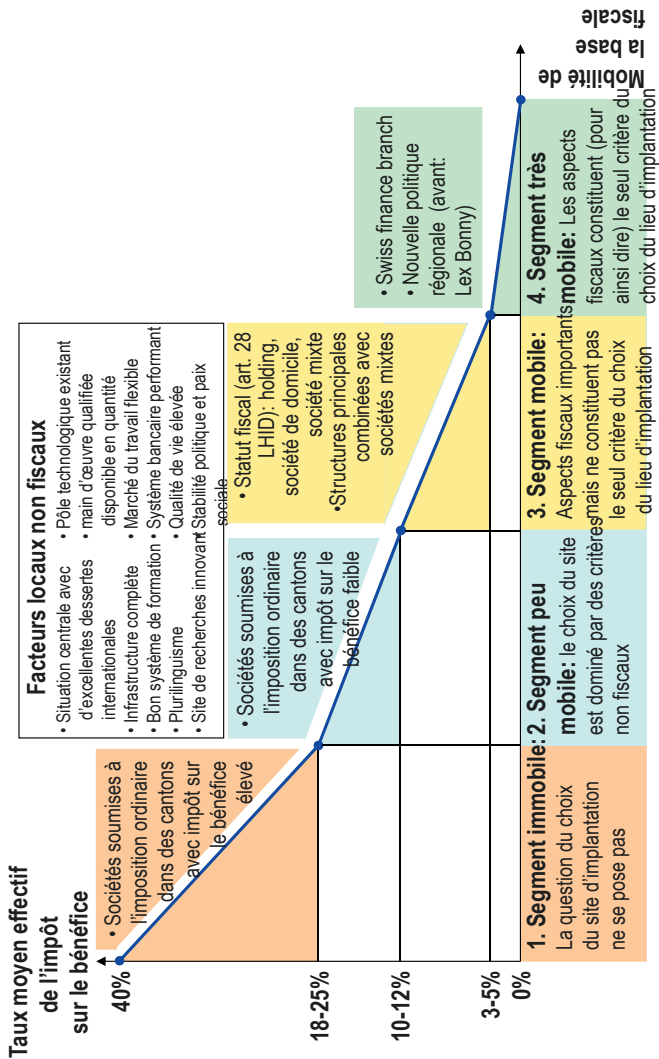 Taux moyen effectif
de l'impôt
sur le bénéfice
40%
18-25%
10-12%
3-5%
0%
• Sociétés soumises à
l'imposition ordinaire
dans des cantons
avec impôt sur
le bénéfice
élevé
Facteurs locaux non fiscaux
• Situation centrale avec
d'excellentes dessertes
internationales
• Infrastructure complète
• Bon système de formation
• Plurilinguisme
• Site de recherches innovant
• Pôle technologique existant
• main d'œuvre qualifiée
disponible en quantité
• Marché du travail flexible
• Système bancaire performant
• Qualité de vie élevée
• Stabilité politique et paix
sociale
• Sociétés soumises à
l'imposition ordinaire
dans des cantons
avec impôt sur le
bénéfice faible
• Statut fiscal (art. 28
LHID): holding,
société de domicile,
société mixte
•Structures principales
combinées avec
sociétés mixtes
• Swiss finance branch
• Nouvelle politique
régionale (avant:
Lex Bonny)
1. Segment immobile:
La question du choix
du site d'implantation
ne se pose pas
2. Segment peu
mobile: le choix du site
est dominé par des critères
non fiscaux
3. Segment mobile:
Aspects fiscaux importants
mais ne constituent pas
le seul critère du choix
du lieu d'implantation
4. Segment très
mobile: Les aspects
fiscaux constituent (pour
ainsi dire) le seul critère du
choix du lieu d'implantation
Mobilité de
la base
fiscale